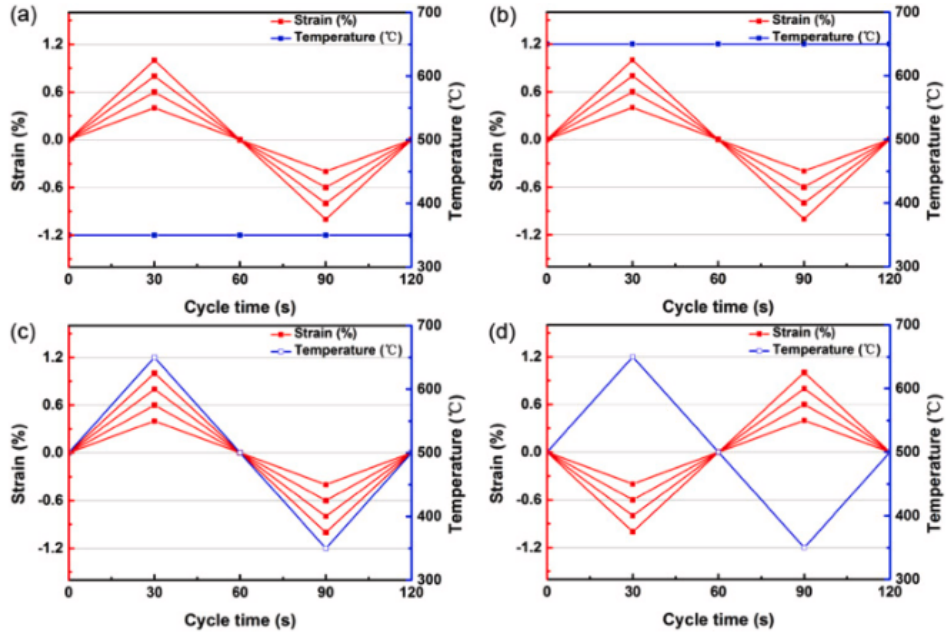 (a)
Strain (%)
Temperature (℃)
1.2
0.6
0.0
-0.6
-1.2
Strain (%)
700
600
500
400
300
Temperature (℃)
0 30 60 90 120
Cycle time (s)
(b)
Strain (%)
Temperature (℃)
1.2
0.6
0.0
-0.6
-1.2
Strain (%)
700
600
500
400
300
Temperature (℃)
0 30 60 90 120
Cycle time (s)
(c)
Strain (%)
Temperature (℃)
1.2
0.6
0.0
-0.6
-1.2
Strain (%)
700
600
500
400
300
Temperature (℃)
0 30 60 90 120
Cycle time (s)
(d)
Strain (%)
Temperature (℃)
1.2
0.6
0.0
-0.6
-1.2
Strain (%)
700
600
500
400
300
Temperature (℃)
0 30 60 90 120
Cycle time (s)